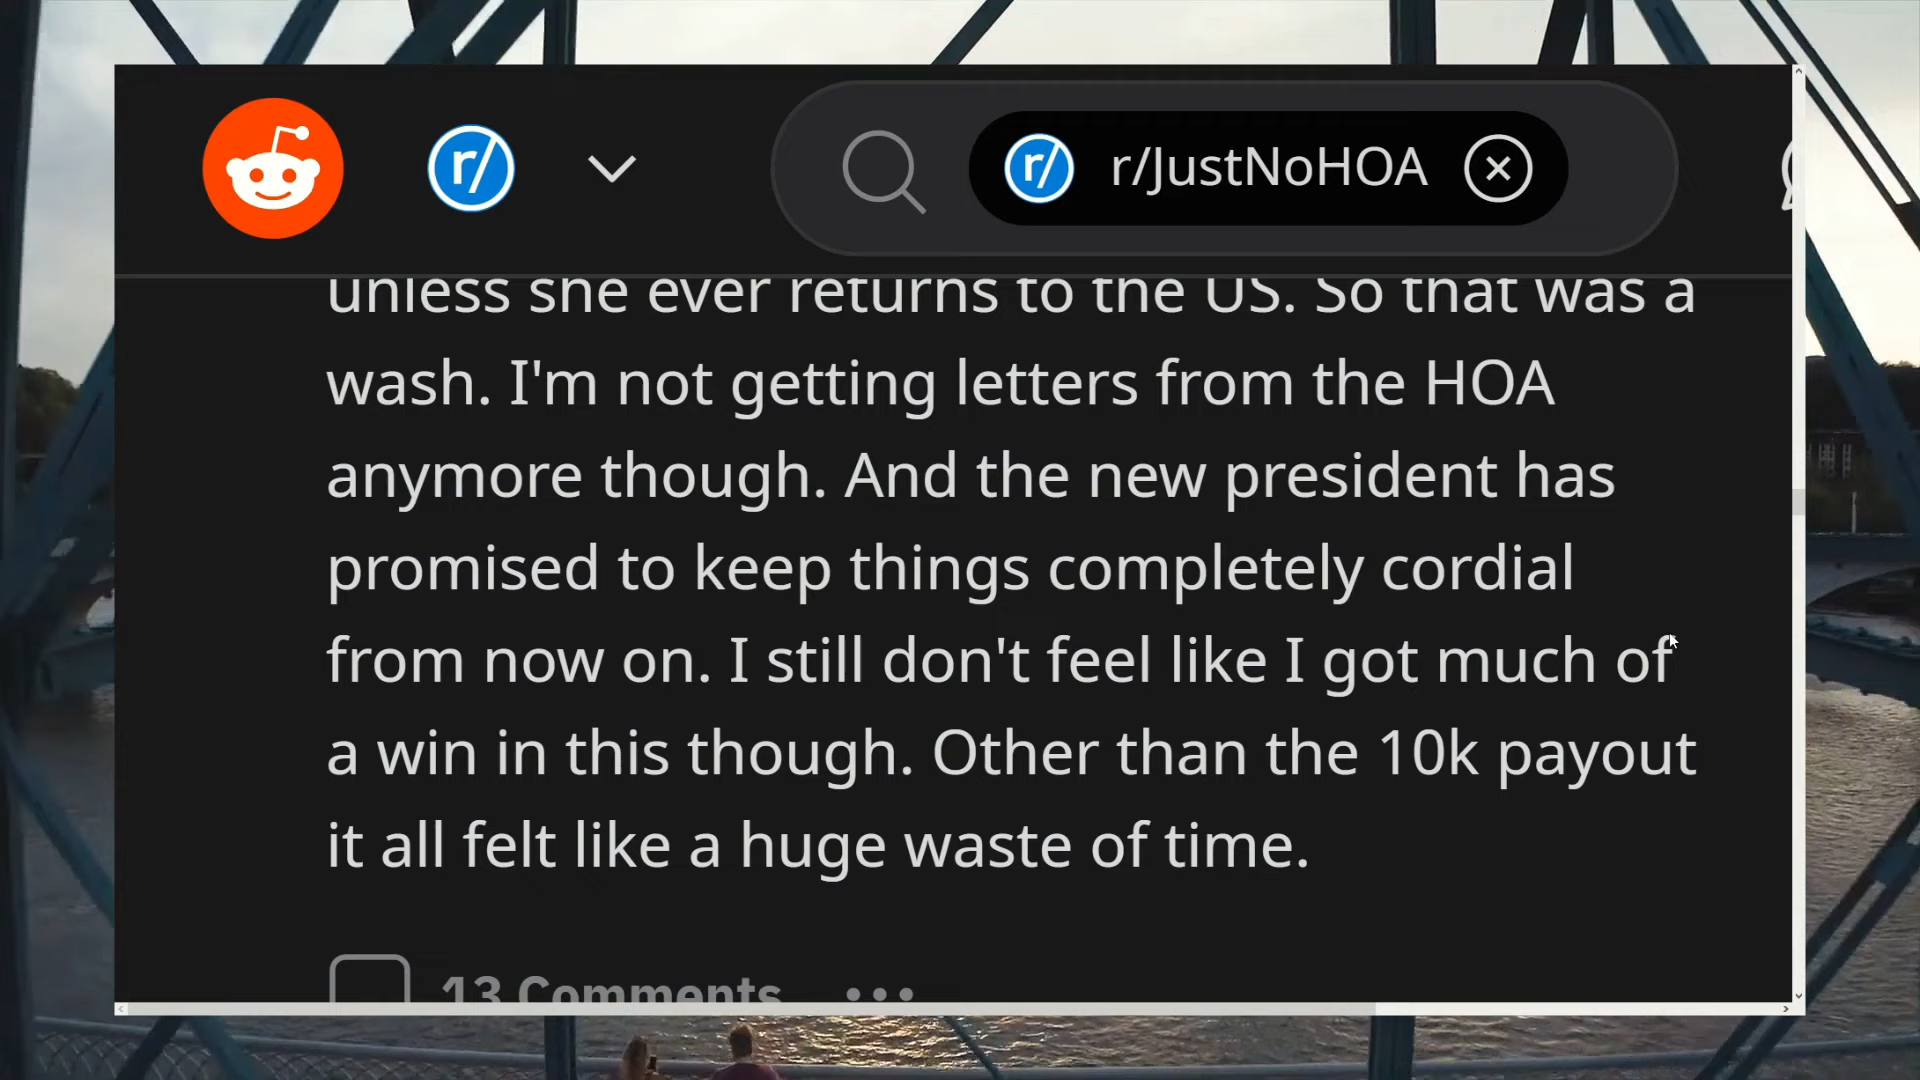 r/
r/ r/JustNoHOA
unless she ever returns to the US. So that was a
wash. I'm not getting letters from the HOA
anymore though. And the new president has
promised to keep things completely cordial
from now on. I still don't feel like I got much of
a win in this though. Other than the 10k payout
it all felt like a huge waste of time.
13 Comments